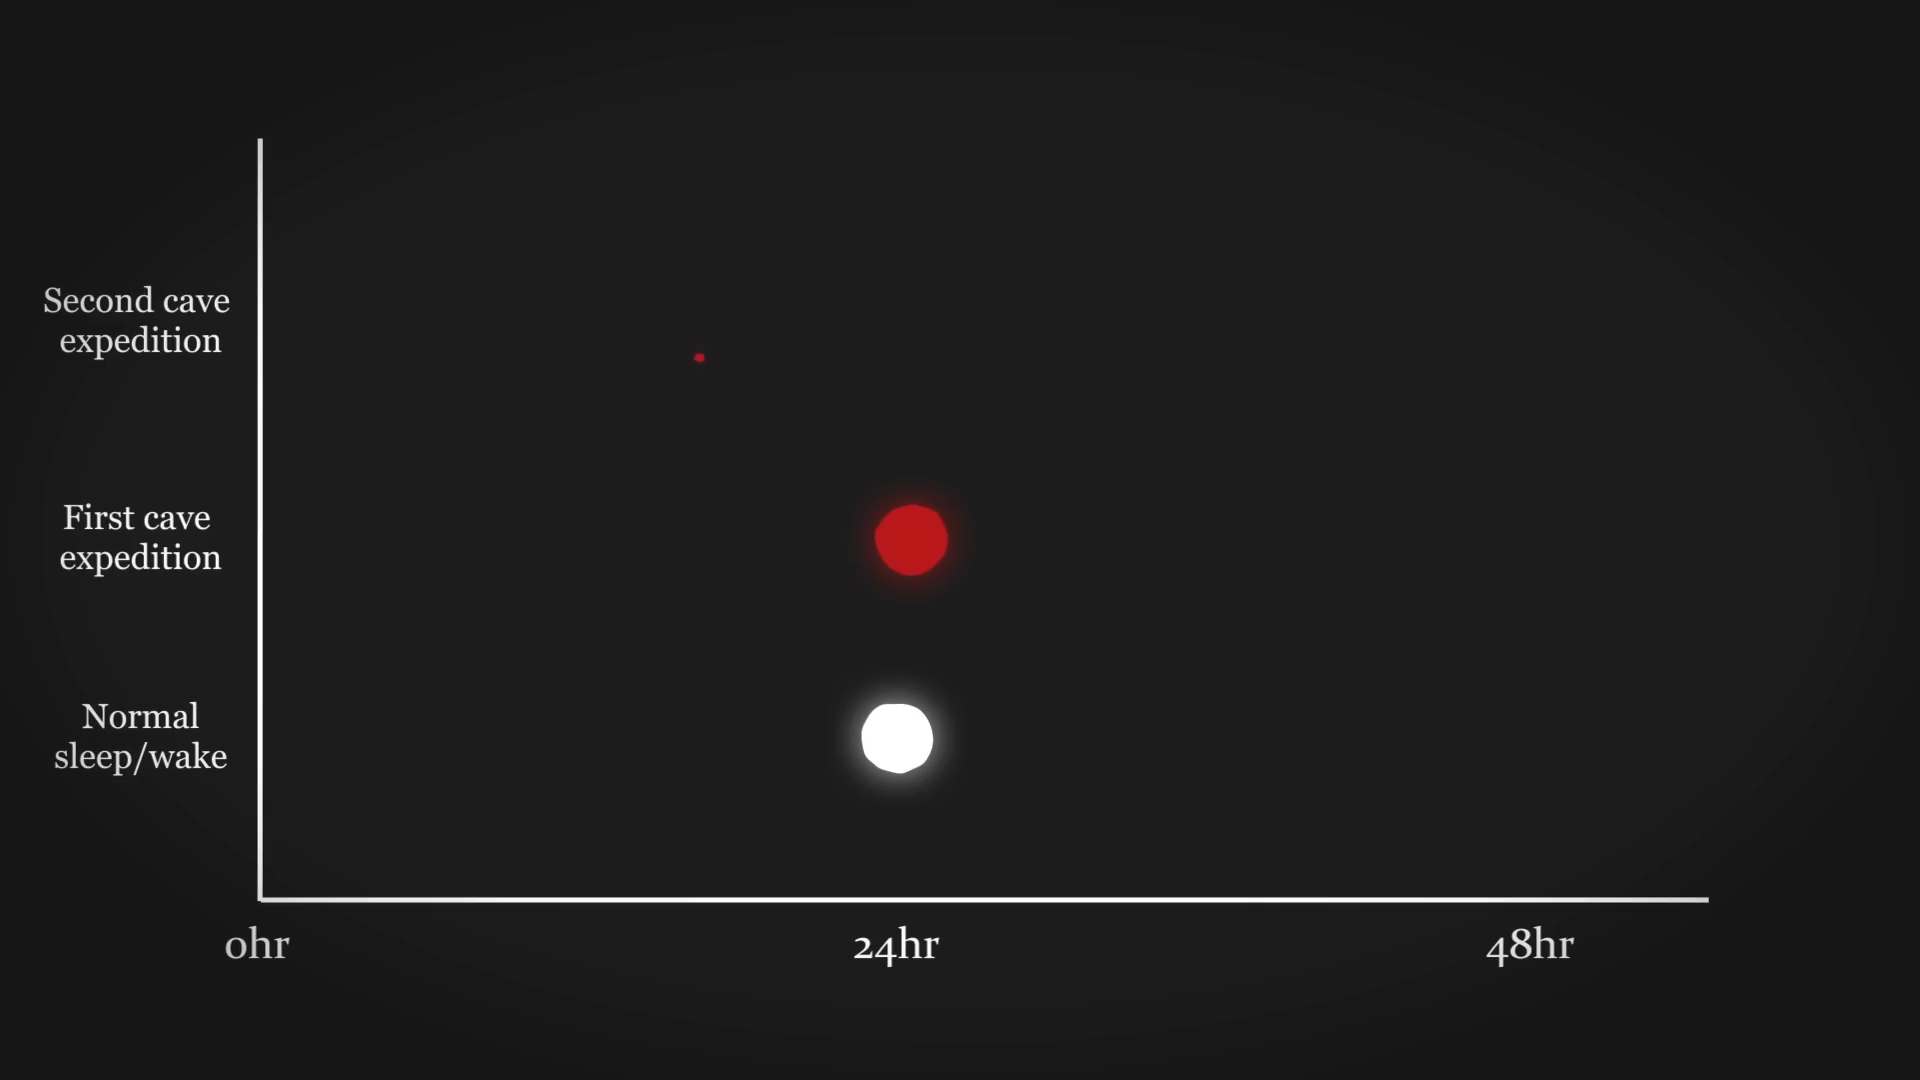 Second cave
expedition
First cave
expedition
Normal
sleep/wake
0hr
24hr
48hr